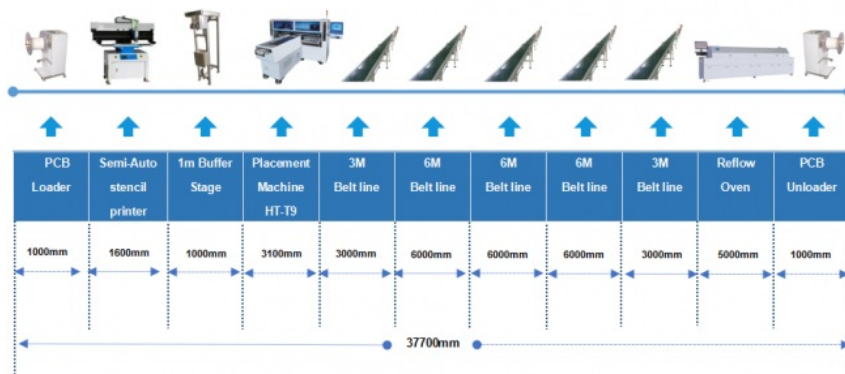 PCB
Loader
Semi-Auto
stencil
printer
1m Buffer
Stage
Placement
Machine
HT-T9
3M
Belt line
6M
Belt line
6M
Belt line
6M
Belt line
3M
Belt line
Reflow
Oven
PCB
Unloader
1000mm
1600mm
1000mm
3100mm
3000mm
6000mm
6000mm
6000mm
3000mm
5000mm
1000mm
37700mm